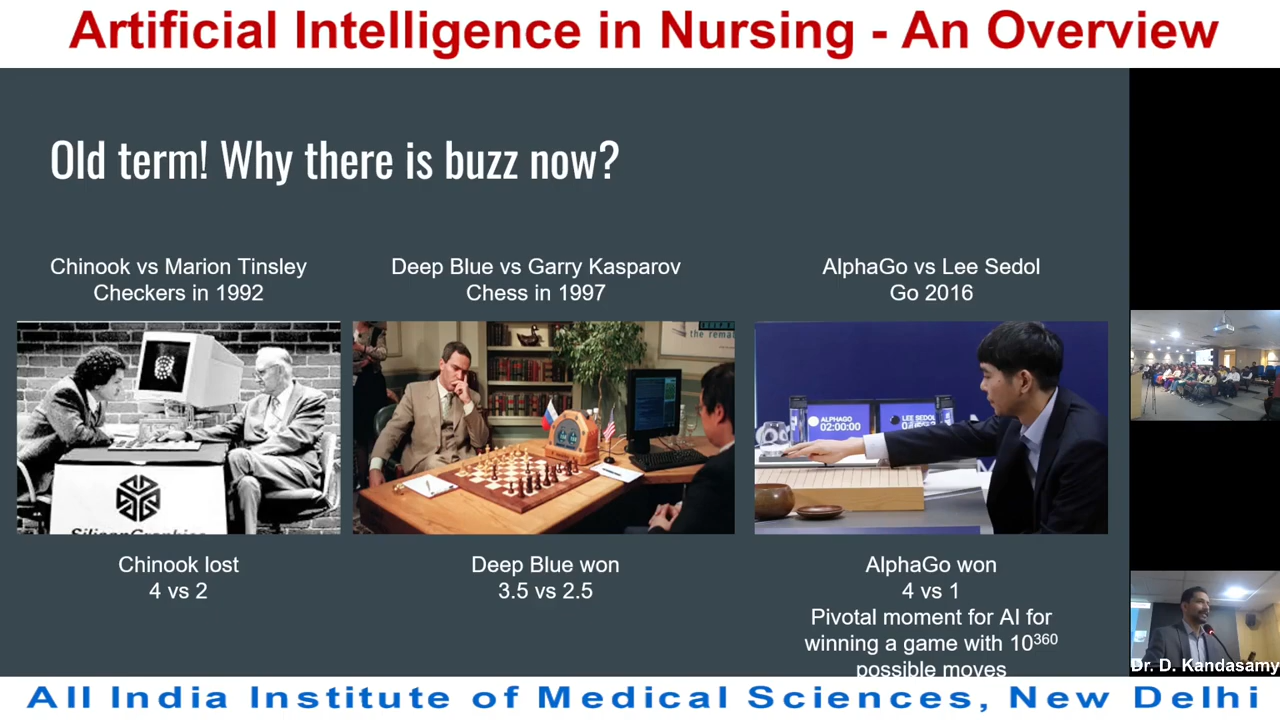 Artificial Intelligence in Nursing - An Overview
Old term! Why there is buzz now?
Chinook vs Marion Tinsley
Checkers in 1992
Deep Blue vs Garry Kasparov
Chess in 1997
AlphaGo vs Lee Sedol
Go 2016
the rema
ALPHAGO
02:00:00
LEE SEDOL
SiliconGraphics
Chinook lost
4 vs 2
Deep Blue won
3.5 vs 2.5
AlphaGo won
4 vs 1
Pivotal moment for AI for
winning a game with 10³⁶⁰
possible moves
Dr. D. Kandasamy
All India Institute of Medical Sciences, New Delhi